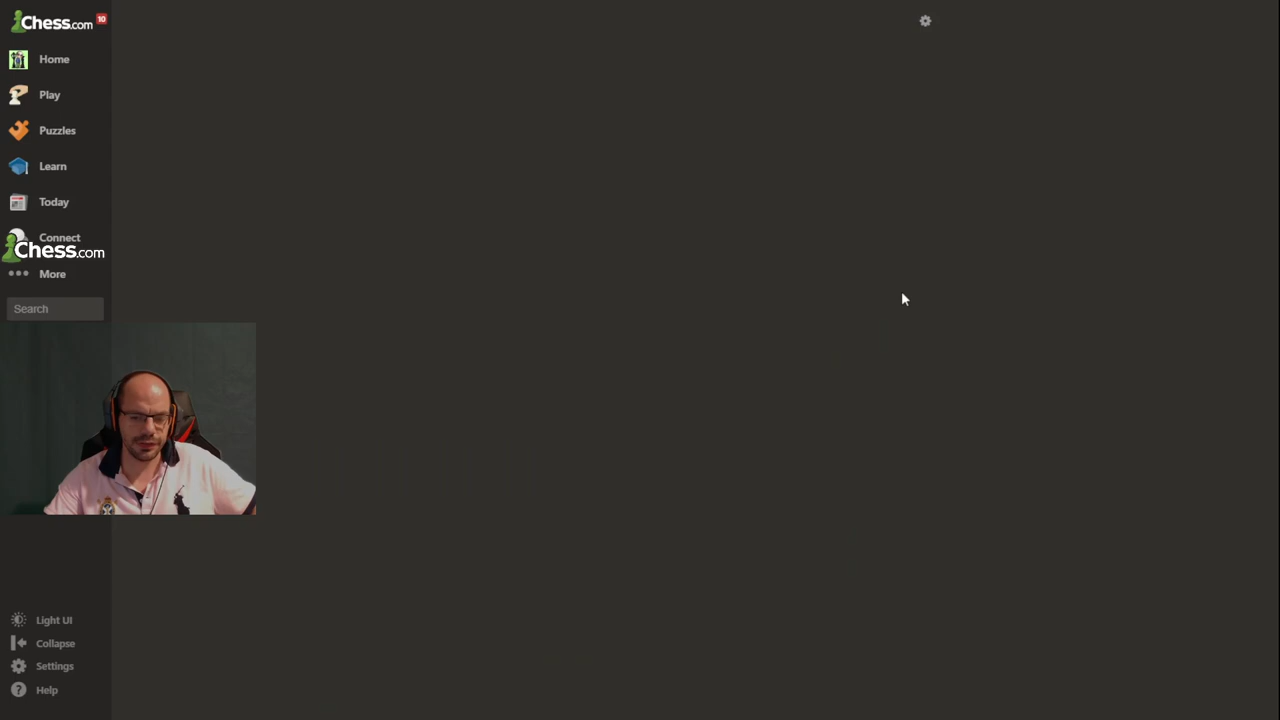 Chess.com 10
Home
Play
Puzzles
Learn
Today
Connect
Chess.com
More
Search
Light UI
Collapse
Settings
Help